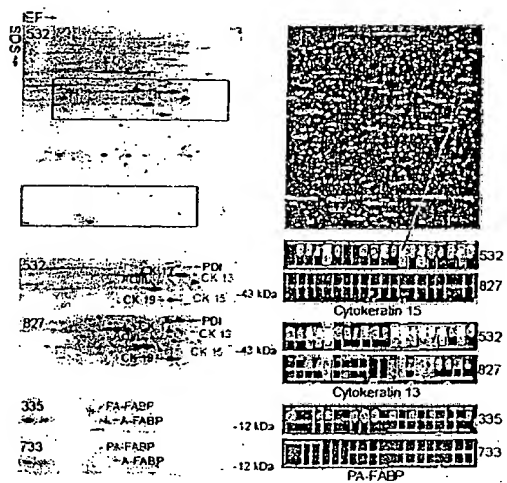 IEF→
←SDS
532
532
PDI
CK 13
CK 19
CK 15
-43 kDa
827
PDI
CK 13
CK 15
CK 19
-43 kDa
335
PA-FABP
A-FABP
-12 kDa
733
PA-FABP
A-FABP
-12 kDa
532
827
Cytokeratin 15
532
827
Cytokeratin 13
335
733
PA-FABP